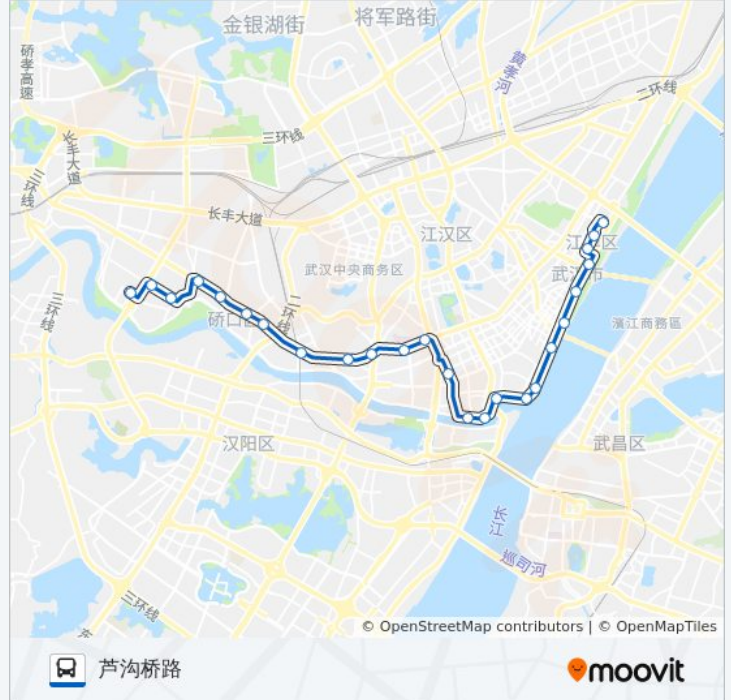 金银湖街
将军路街
硚孝高速
黄孝河
二环线
三环线
长丰大道
三环线
长丰大道
江汉区
武汉中央商务区
二环线
三环线
硚口区
江岸区
武汉市
濱江商務區
汉阳区
武昌区
长江
巡司河
三环线
© OpenStreetMap contributors | © OpenMapTiles
芦沟桥路
moovit